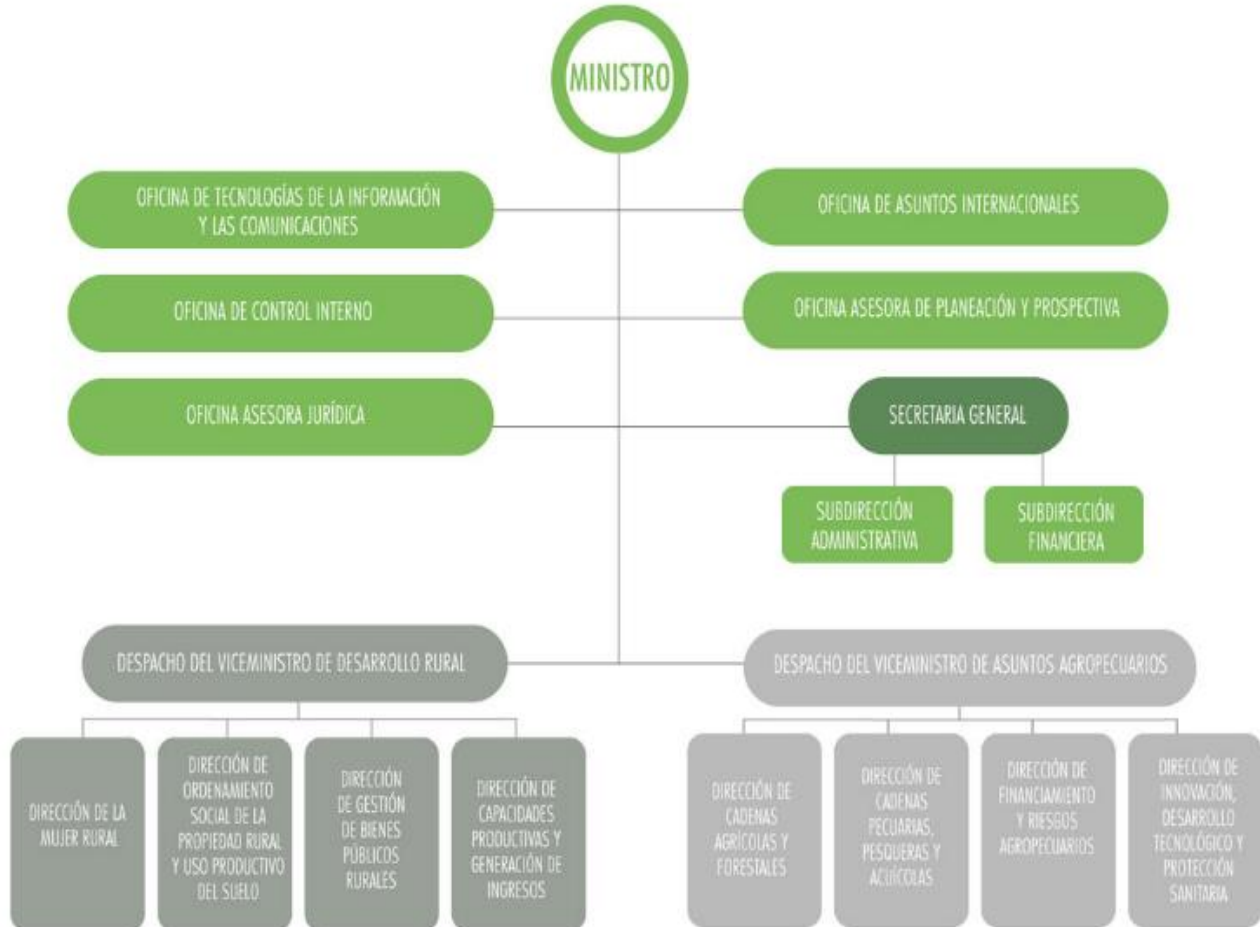 MINISTRO
OFICINA DE TECNOLOGÍAS DE LA INFORMACIÓN
Y LAS COMUNICACIONES
OFICINA DE ASUNTOS INTERNACIONALES
OFICINA DE CONTROL INTERNO
OFICINA ASESORA DE PLANEACIÓN Y PROSPECTIVA
OFICINA ASESORA JURÍDICA
SECRETARIA GENERAL
SUBDIRECCIÓN
ADMINISTRATIVA
SUBDIRECCIÓN
FINANCIERA
DESPACHO DEL VICEMINISTRO DE DESARROLLO RURAL
DESPACHO DEL VICEMINISTRO DE ASUNTOS AGROPECUARIOS
DIRECCIÓN DE LA
MUJER RURAL
DIRECCIÓN DE
ORDENAMIENTO
SOCIAL DE LA
PROPIEDAD RURAL
Y USO PRODUCTIVO
DEL SUELO
DIRECCIÓN
DE GESTIÓN
DE BIENES
PÚBLICOS
RURALES
DIRECCIÓN DE
CAPACIDADES
PRODUCTIVAS Y
GENERACIÓN DE
INGRESOS
DIRECCIÓN DE
CADENAS
AGRÍCOLAS Y
FORESTALES
DIRECCIÓN DE
CADENAS
PECUARIAS,
PESQUERAS Y
ACUÍCOLAS
DIRECCIÓN DE
FINANCIAMIENTO
Y RIESGOS
AGROPECUARIOS
DIRECCIÓN DE
INNOVACIÓN,
DESARROLLO
TECNOLÓGICO Y
PROTECCIÓN
SANITARIA